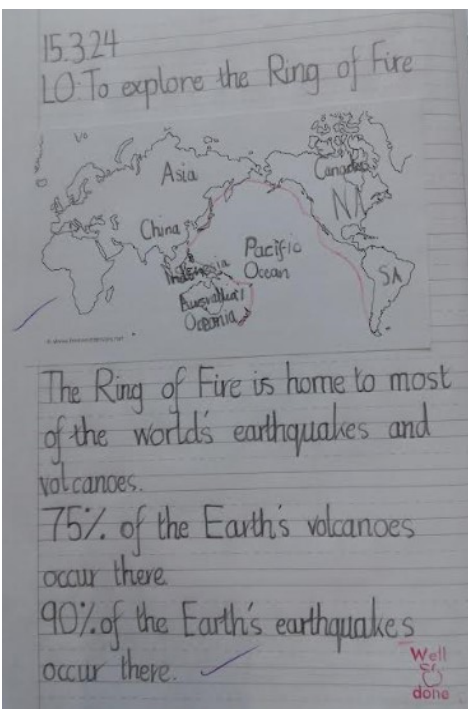 15.3.24
LO: To explore the Ring of Fire
Asia
Canada
NA
China
Pacific
Ocean
Indonesia
Australia/
Oceania
SA
The Ring of Fire is home to most
of the world's earthquakes and
volcanoes.
75% of the Earth's volcanoes
occur there
90% of the Earth's earthquakes
occur there.
Well
done